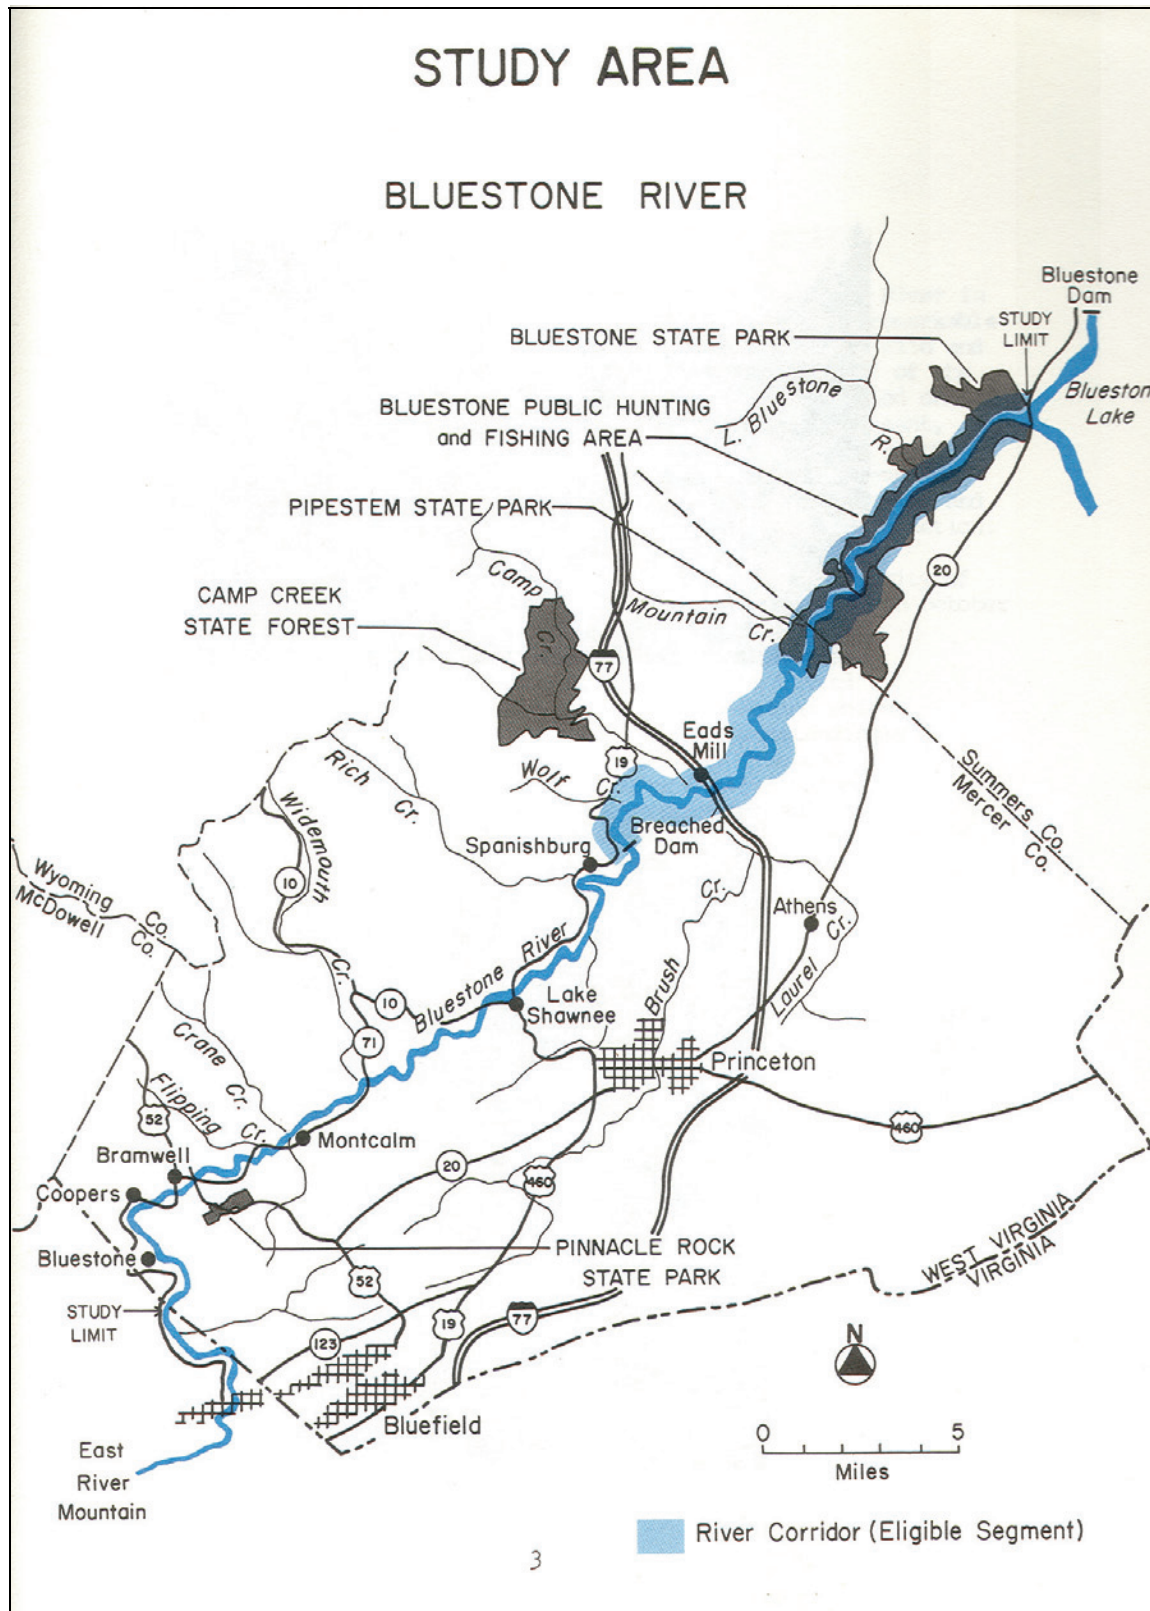 STUDY AREA
BLUESTONE RIVER
Bluestone
Dam
STUDY
LIMIT
BLUESTONE STATE PARK
Blueston
Lake
L. Bluestone
R.
BLUESTONE PUBLIC HUNTING
and FISHING AREA
PIPESTEM STATE PARK
20
Camp
Cr.
CAMP CREEK
STATE FOREST
Mountain
Cr.
77
Eads
Mill
19
Wolf
Cr.
Rich
Cr.
Summers Co.
Mercer Co.
Widemouth
Cr.
Breached
Dam
Spanishburg
10
Wyoming Co.
McDowell Co.
Athens
Cr.
Laurel
Cr.
Brush
Bluestone River
10
Lake
Shawnee
71
Crane
Cr.
Princeton
Flipping
Cr.
52
Montcalm
460
Bramwell
20
460
Coopers
WEST VIRGINIA
VIRGINIA
Bluestone
PINNACLE ROCK
STATE PARK
52
STUDY
LIMIT
77
19
123
N
Bluefield
0 5
Miles
East
River
Mountain
River Corridor (Eligible Segment)
3